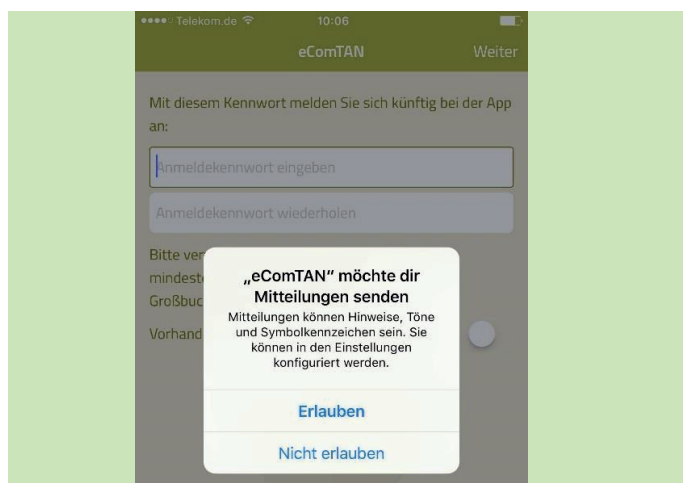 Telekom.de 10:06
eComTAN Weiter
Mit diesem Kennwort melden Sie sich künftig bei der App
an:
Anmeldekennwort eingeben
Anmeldekennwort wiederholen
Bitte ver
mindeste
Großbuc
Vorhand
„eComTAN“ möchte dir
Mitteilungen senden
Mitteilungen können Hinweise, Töne
und Symbolkennzeichen sein. Sie
können in den Einstellungen
konfiguriert werden.
Erlauben
Nicht erlauben